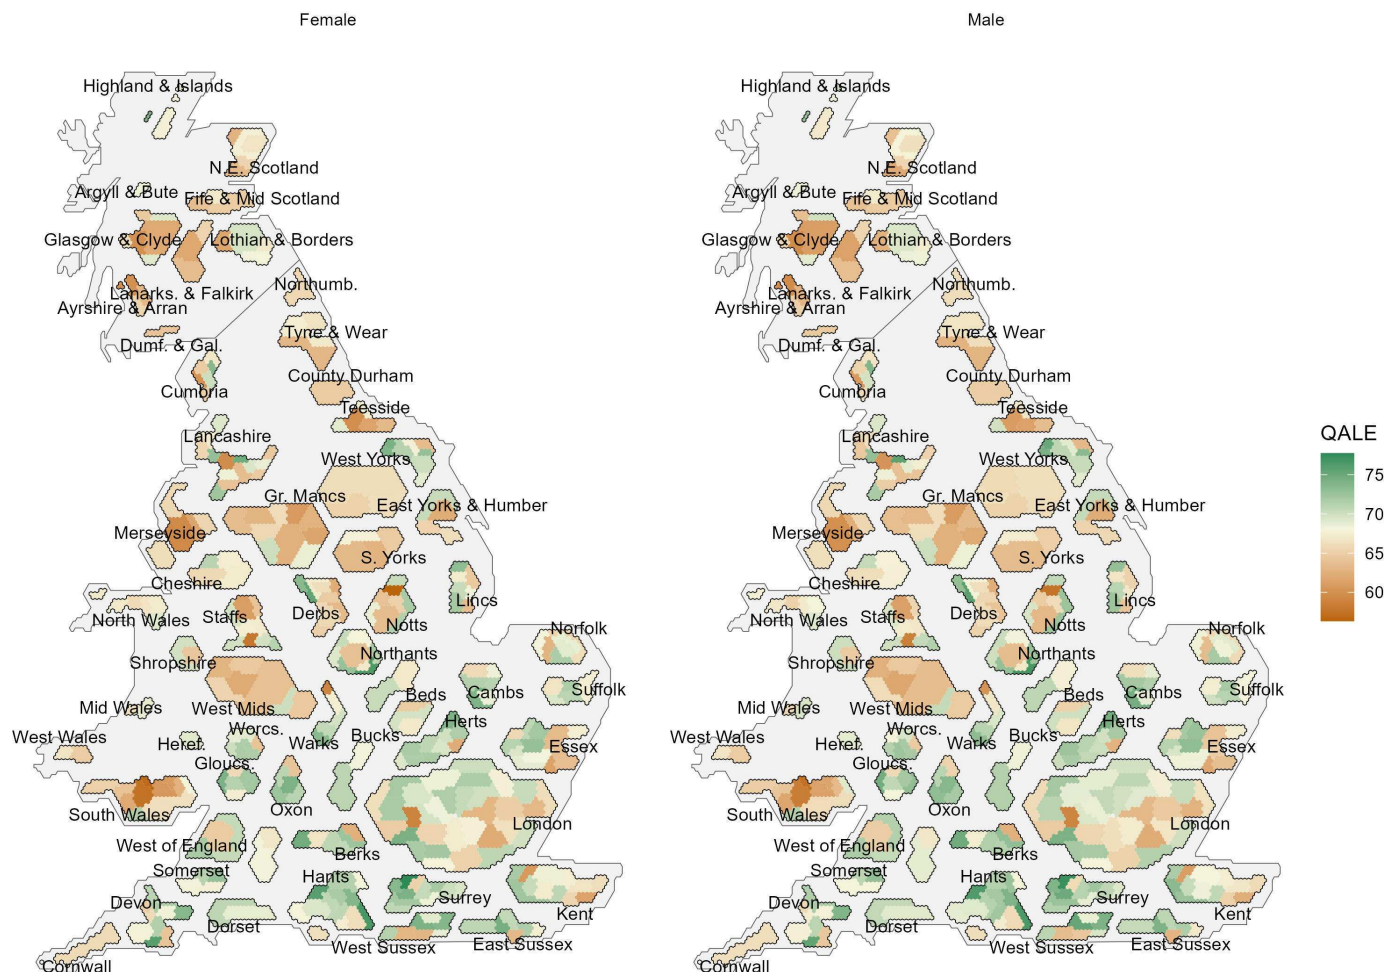 Female
Male
Highland & Islands
N.E. Scotland
Argyll & Bute
Fife & Mid Scotland
Glasgow & Clyde
Lothian & Borders
Northumb.
Lanarks. & Falkirk
Ayrshire & Arran
Tyne & Wear
Dumf. & Gal.
County Durham
Cumbria
Teesside
Lancashire
West Yorks
Gr. Mancs
East Yorks & Humber
Merseyside
S. Yorks
Cheshire
Lincs
Derbs
North Wales
Staffs
Notts
Norfolk
Northants
Shropshire
Suffolk
Beds
Cambs
Mid Wales
West Mids
Herts
Worcs.
Bucks
West Wales
Heref.
Warks
Essex
Gloucs.
Oxon
South Wales
London
West of England
Berks
Somerset
Hants
Surrey
Devon
Kent
Dorset
West Sussex
East Sussex
Cornwall
Highland & Islands
N.E. Scotland
Argyll & Bute
Fife & Mid Scotland
Glasgow & Clyde
Lothian & Borders
Northumb.
Lanarks. & Falkirk
Ayrshire & Arran
Tyne & Wear
Dumf. & Gal.
County Durham
Cumbria
Teesside
Lancashire
West Yorks
Gr. Mancs
East Yorks & Humber
Merseyside
S. Yorks
Cheshire
Lincs
Derbs
North Wales
Staffs
Notts
Norfolk
Northants
Shropshire
Suffolk
Beds
Cambs
Mid Wales
West Mids
Herts
Worcs.
Bucks
West Wales
Heref.
Warks
Essex
Gloucs.
Oxon
South Wales
London
West of England
Berks
Somerset
Hants
Surrey
Devon
Kent
Dorset
West Sussex
East Sussex
Cornwall
QALE
75
70
65
60